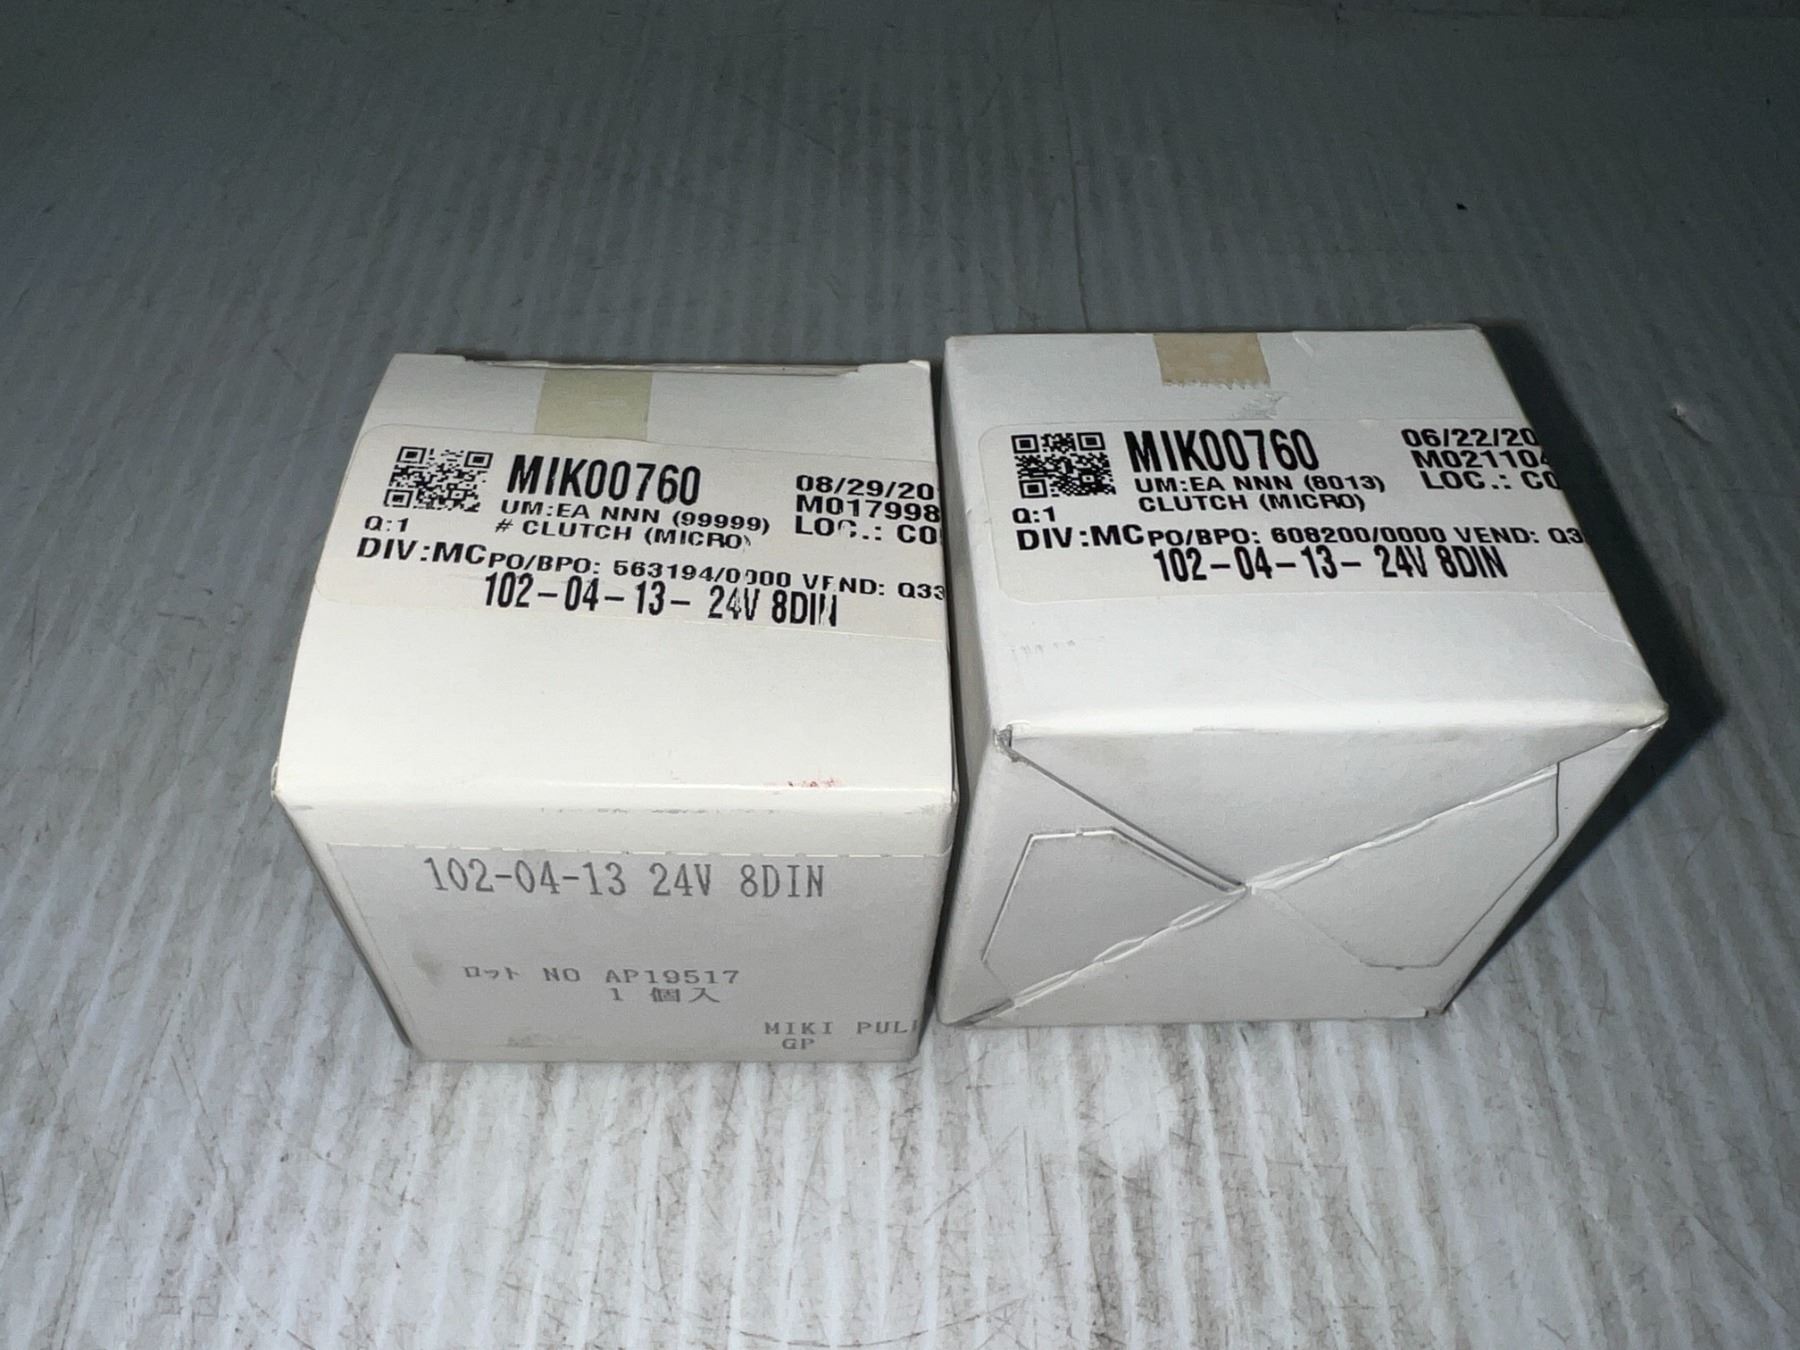 MIK00760
UM:EA NNN (99999)
# CLUTCH (MICRO)
08/29/20
M017998
LOC.: CO
Q:1
DIV:MC PO/BPO: 563194/0000 VEND: Q33
102-04-13- 24V 8DIN
102-04-13 24V 8DIN
ロット NO AP19517
1 個入
MIKI PUL
GP
MIK00760
UM:EA NNN (8013)
CLUTCH (MICRO)
06/22/20
M021104
LOC.: CO
Q:1
DIV:MC PO/BPO: 608200/0000 VEND: Q3
102-04-13- 24V 8DIN